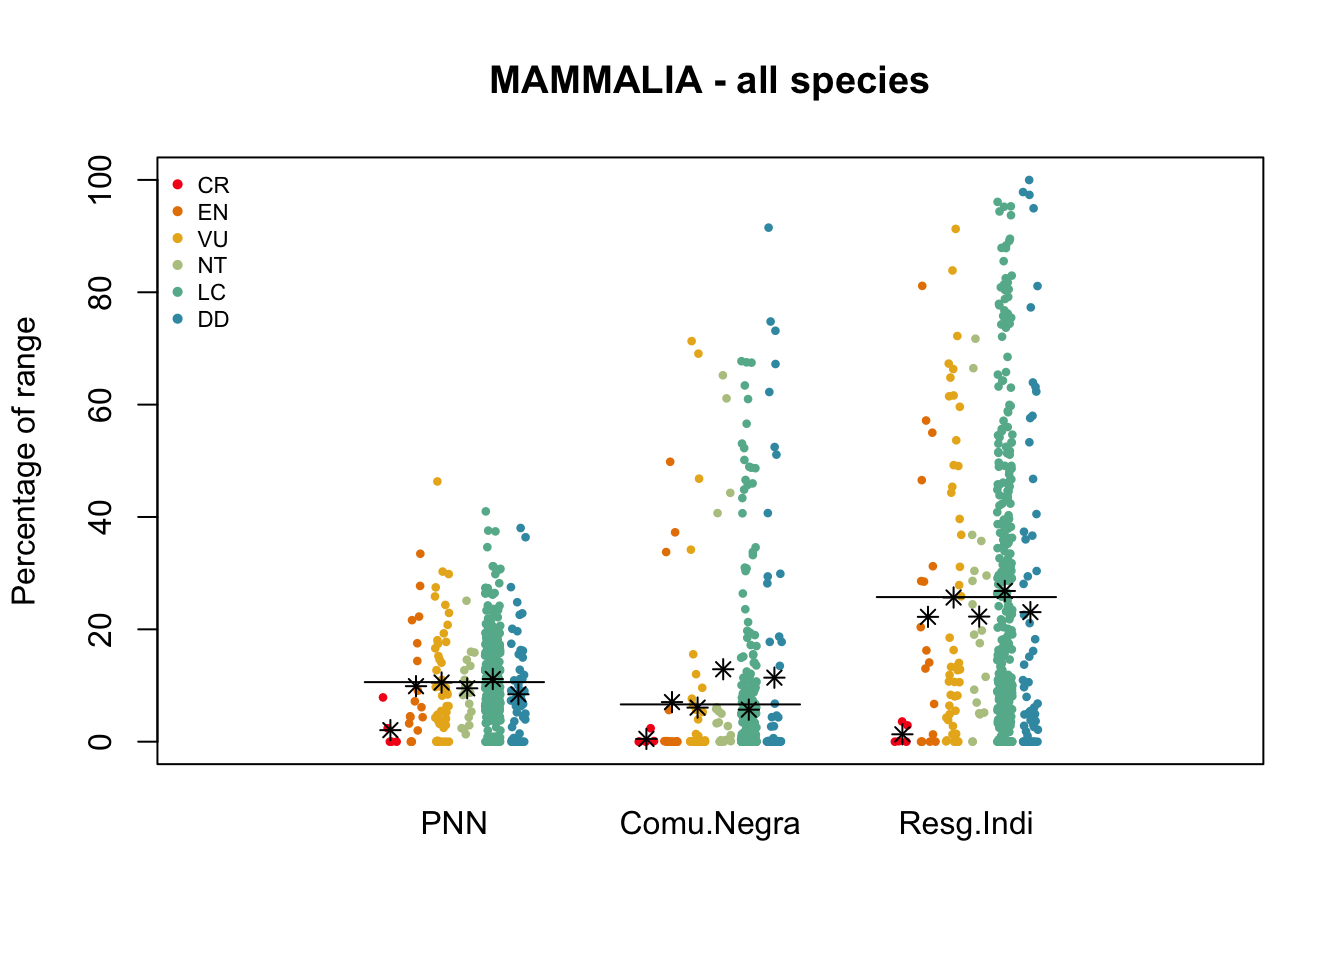 MAMMALIA - all species
Percentage of range
100
80
60
40
20
0
CR
EN
VU
NT
LC
DD
PNN Comu.Negra Resg.Indi